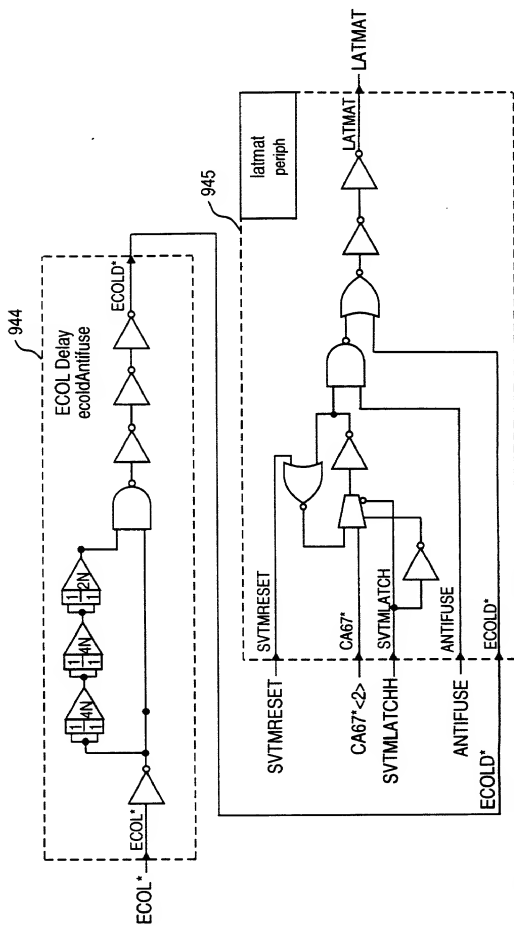 944
ECOL Delay
ecoldAntifuse
ECOL*
ECOL*
1
1
4N
1
1
4N
1
1
2N
ECOLD*
945
latmat
periph
SVTMRESET
SVTMRESET
CA67*<2>
CA67*
SVTMLATCHH
SVTMLATCH
ANTIFUSE
ANTIFUSE
ECOLD*
ECOLD*
LATMAT
LATMAT